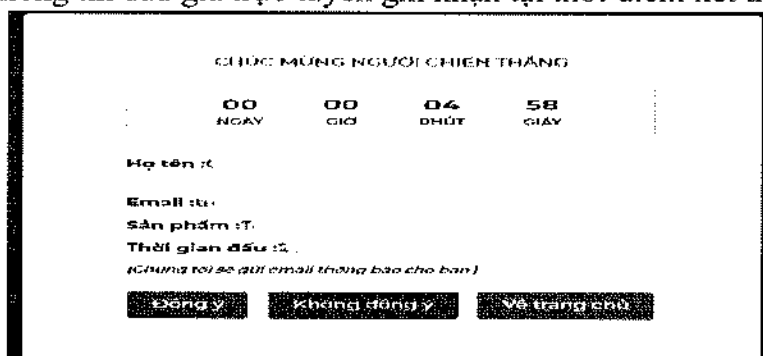 CHÚC MỪNG NGƯỜI CHIẾN THẮNG
00 00 04 58
NGÀY GIỜ PHÚT GIÂY
Họ tên :
Email :
Sản phẩm :T
Thời gian đấu :
(Chúng tôi sẽ gửi email thông báo cho bạn)
Đồng ý Không đồng ý Về trang chủ